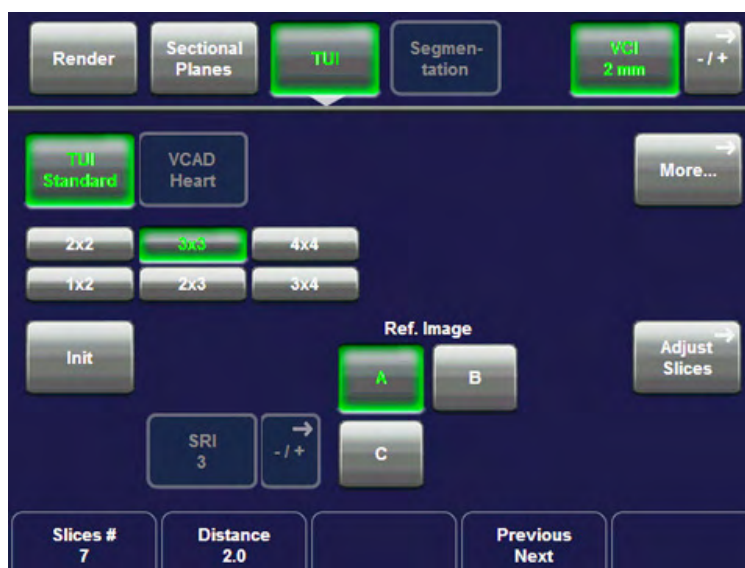 Render
Sectional
Planes
TUI
Segmen-
tation
VCI
2 mm
- / +
TUI
Standard
VCAD
Heart
More...
2x2
3x3
4x4
1x2
2x3
3x4
Init
Ref. Image
A
B
Adjust
Slices
SRI
3
- / +
C
Slices #
7
Distance
2.0
Previous
Next